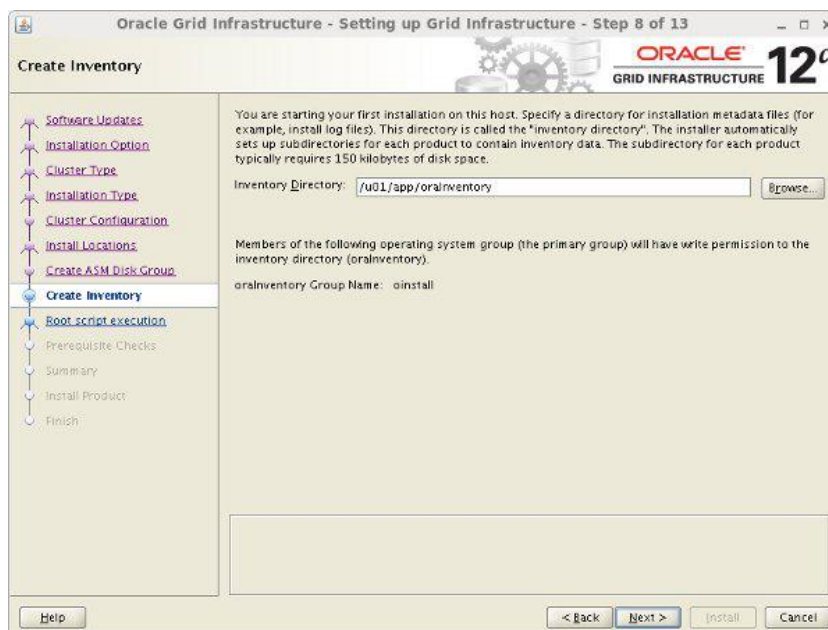 Oracle Grid Infrastructure - Setting up Grid Infrastructure - Step 8 of 13
Create Inventory
ORACLE
GRID INFRASTRUCTURE 12c
Software Updates
Installation Option
Cluster Type
Installation Type
Cluster Configuration
Install Locations
Create ASM Disk Group
Create Inventory
Root script execution
Prerequisite Checks
Summary
Install Product
Finish
You are starting your first installation on this host. Specify a directory for installation metadata files (for
example, install log files). This directory is called the "inventory directory". The installer automatically
sets up subdirectories for each product to contain inventory data. The subdirectory for each product
typically requires 150 kilobytes of disk space.
Inventory Directory: /u01/app/oraInventory Browse...
Members of the following operating system group (the primary group) will have write permission to the
inventory directory (oraInventory).
oraInventory Group Name: oinstall
Help < Back Next > Install Cancel